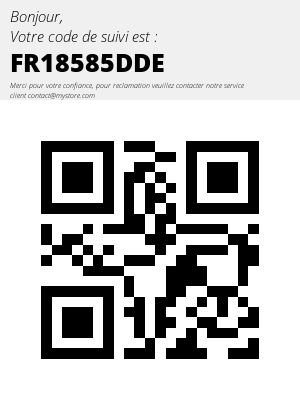 Bonjour,
Votre code de suivi est :
FR18585DDE
Merci pour votre confiance, pour reclamation veuillez contacter notre service
client contact@mystore.com